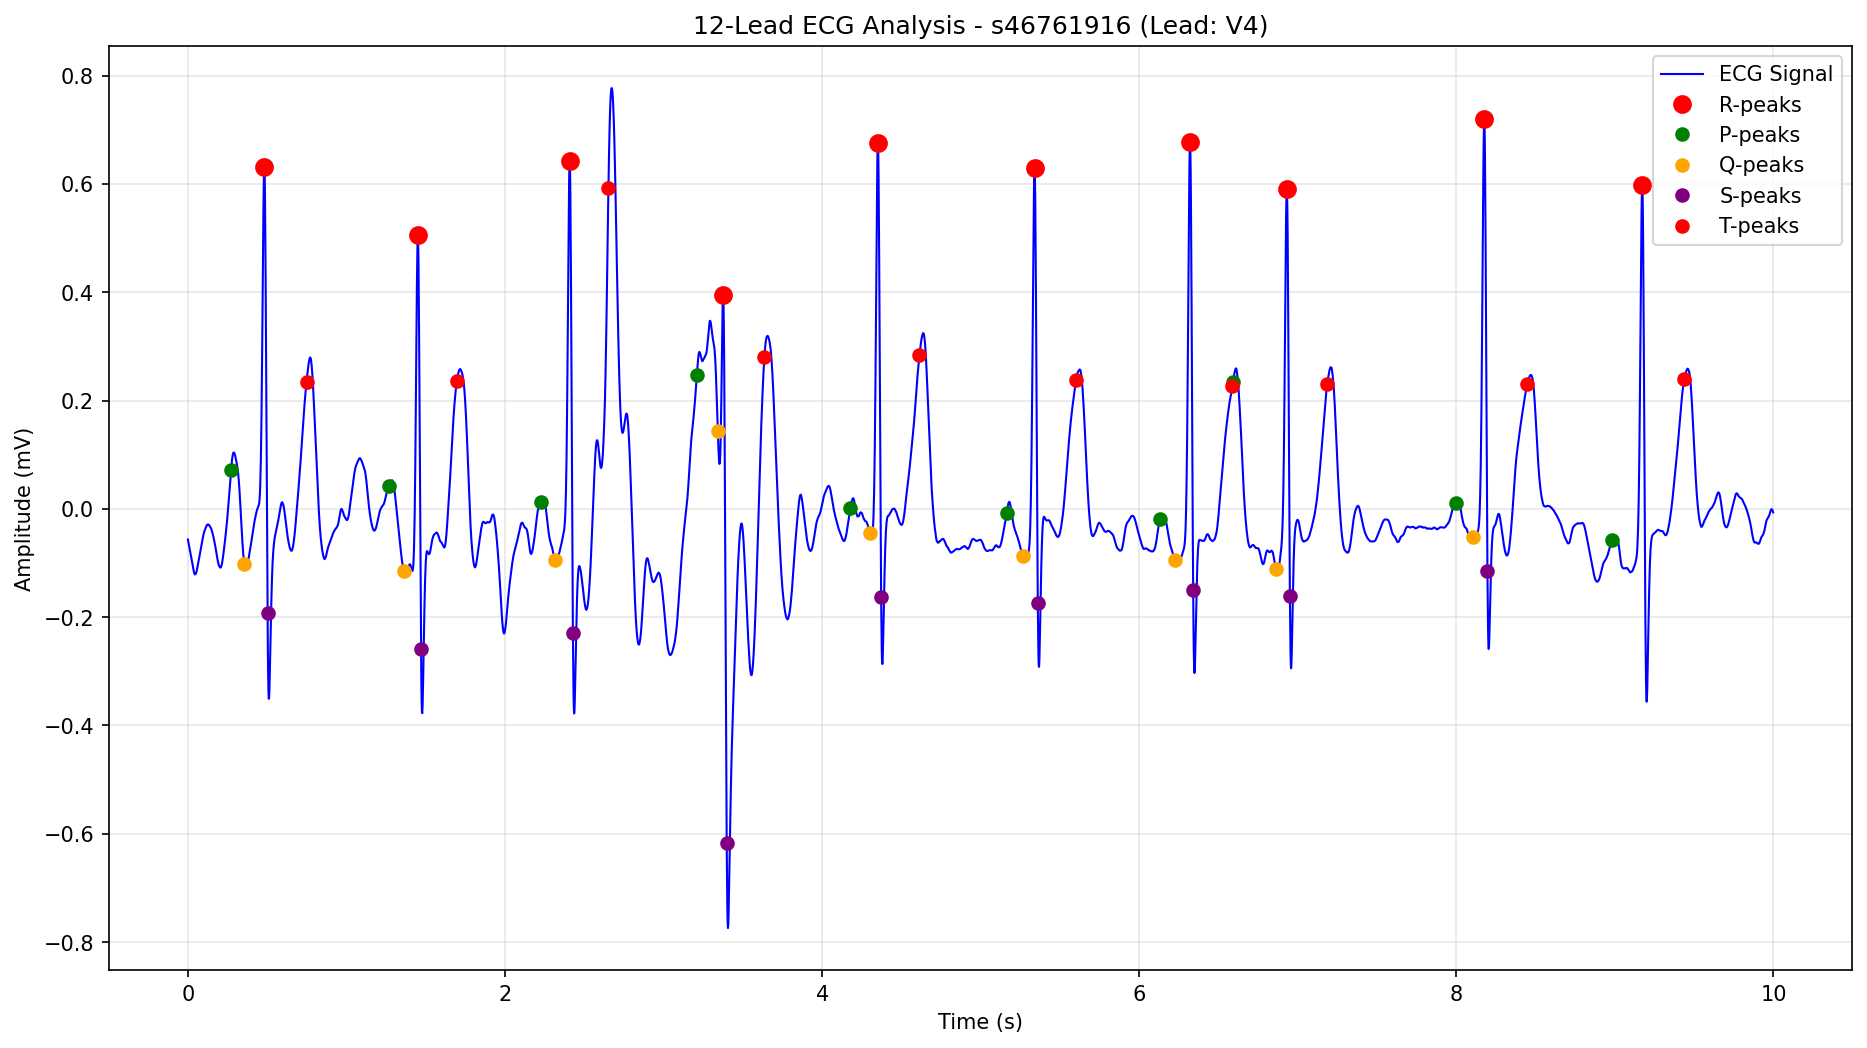 12-Lead ECG Analysis - s46761916 (Lead: V4)
ECG Signal
R-peaks
P-peaks
Q-peaks
S-peaks
T-peaks
Amplitude (mV)
0.8
0.6
0.4
0.2
0.0
−0.2
−0.4
−0.6
−0.8
0 2 4 6 8 10
Time (s)